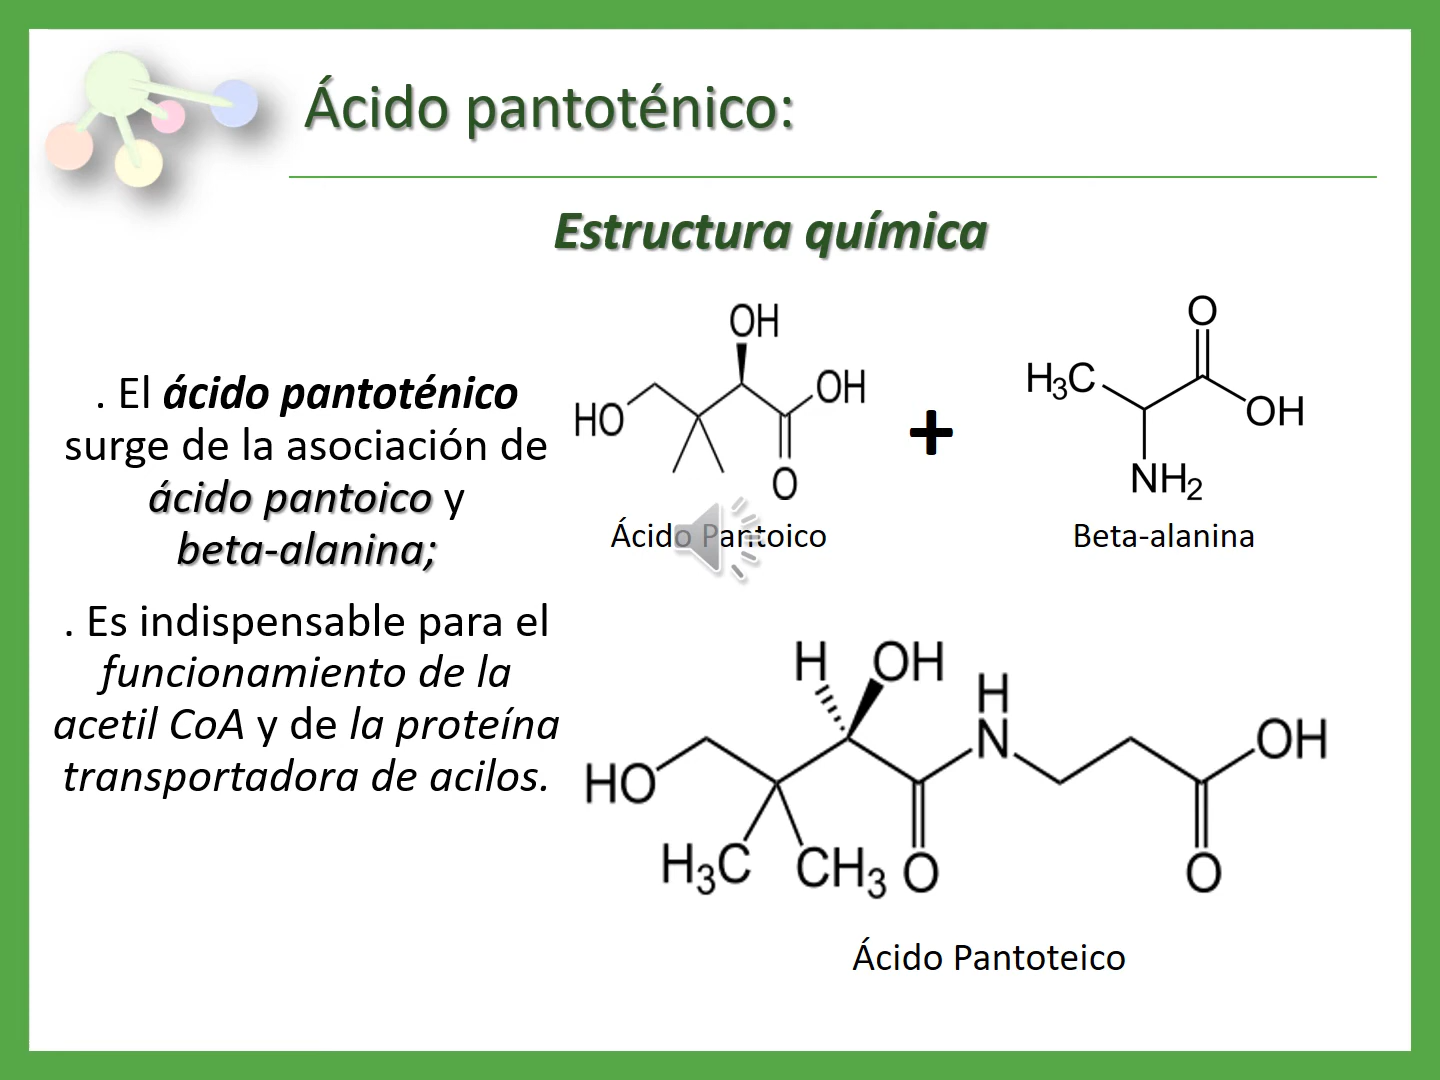 Ácido pantoténico:
Estructura química
. El ácido pantoténico
surge de la asociación de
ácido pantoico y
beta-alanina;
. Es indispensable para el
funcionamiento de la
acetil CoA y de la proteína
transportadora de acilos.
OH
HO
OH
O
Ácido Pantoico
+
O
H3C
OH
NH2
Beta-alanina
H OH
H
N
HO
OH
H3C CH3 O
O
Ácido Pantoteico